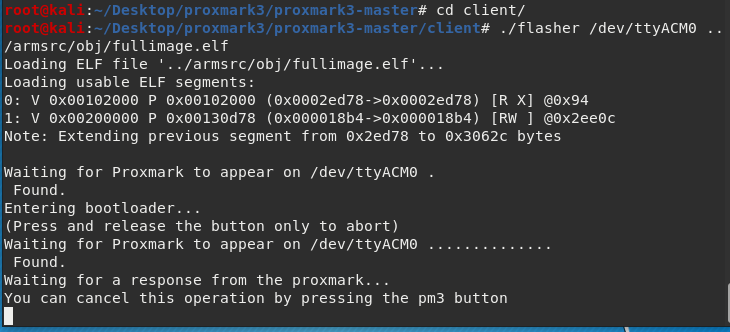 root@kali:~/Desktop/proxmark3/proxmark3-master# cd client/
root@kali:~/Desktop/proxmark3/proxmark3-master/client# ./flasher /dev/ttyACM0 ..
/armsrc/obj/fullimage.elf
Loading ELF file '../armsrc/obj/fullimage.elf'...
Loading usable ELF segments:
0: V 0x00102000 P 0x00102000 (0x0002ed78->0x0002ed78) [R X] @0x94
1: V 0x00200000 P 0x00130d78 (0x000018b4->0x000018b4) [RW ] @0x2ee0c
Note: Extending previous segment from 0x2ed78 to 0x3062c bytes

Waiting for Proxmark to appear on /dev/ttyACM0 .
 Found.
Entering bootloader...
(Press and release the button only to abort)
Waiting for Proxmark to appear on /dev/ttyACM0 ..............
 Found.
Waiting for a response from the proxmark...
You can cancel this operation by pressing the pm3 button